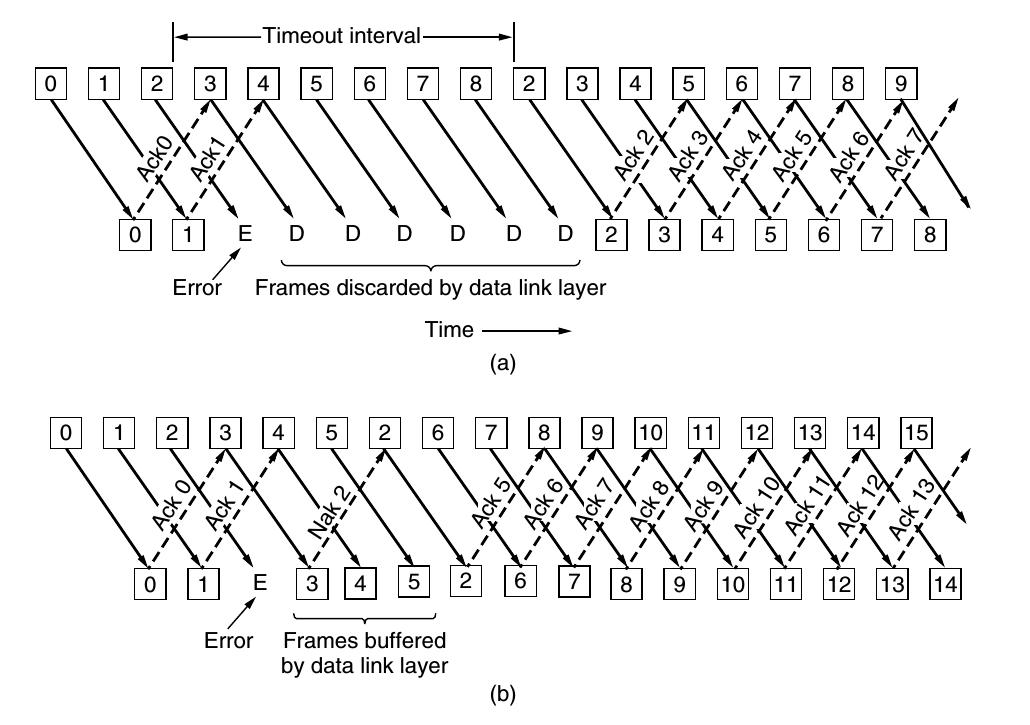 Timeout interval
0 1 2 3 4 5 6 7 8 2 3 4 5 6 7 8 9
Ack0 Ack1 Ack 2 Ack 3 Ack 4 Ack 5 Ack 6 Ack 7
0 1 E D D D D D D 2 3 4 5 6 7 8
Error Frames discarded by data link layer
Time
(a)
0 1 2 3 4 5 2 6 7 8 9 10 11 12 13 14 15
Ack 0 Ack 1 Nak 2 Ack 5 Ack 6 Ack 7 Ack 8 Ack 9 Ack 10 Ack 11 Ack 12 Ack 13
0 1 E 3 4 5 2 6 7 8 9 10 11 12 13 14
Error Frames buffered
by data link layer
(b)